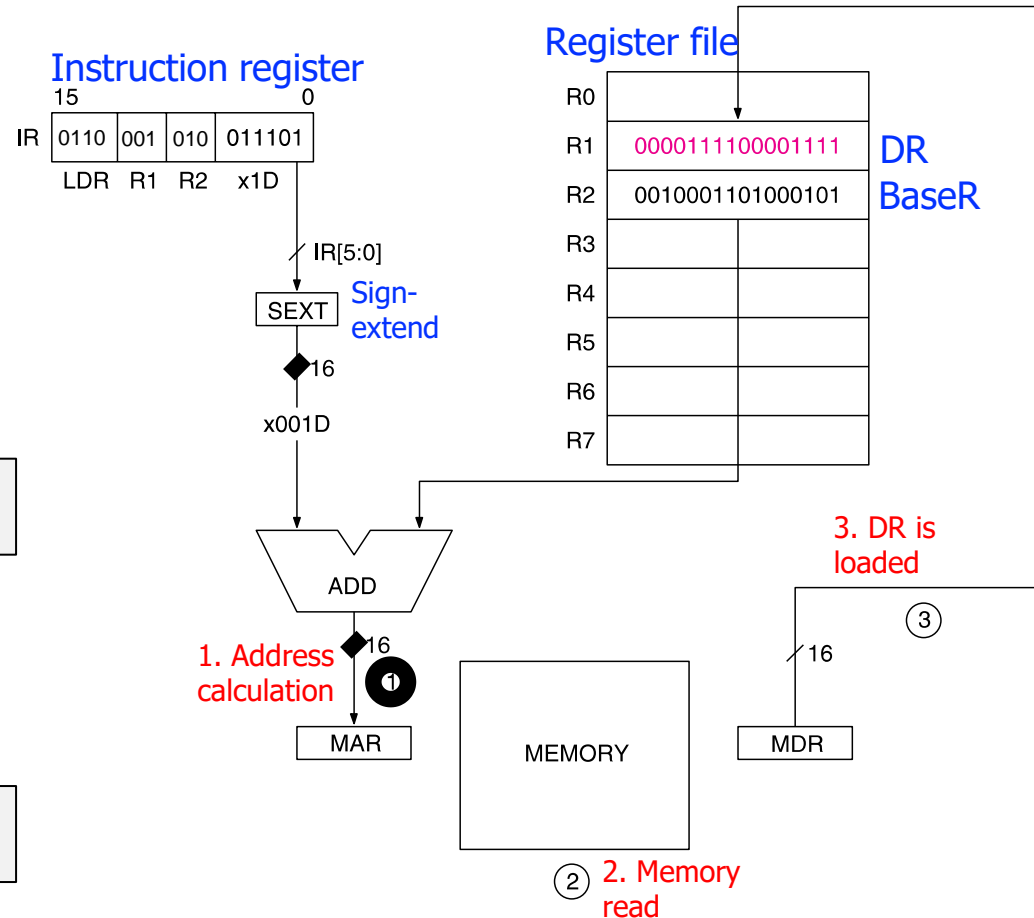 Register file
Instruction register
15 0
IR 0110 001 010 011101
LDR R1 R2 x1D
R0
R1 0000111100001111 DR
R2 0010001101000101 BaseR
R3
R4
R5
R6
R7
IR[5:0]
SEXT
Sign-
extend
16
x001D
ADD
16
1. Address
calculation
1
MAR
MEMORY
2
2. Memory
read
3. DR is
loaded
3
16
MDR